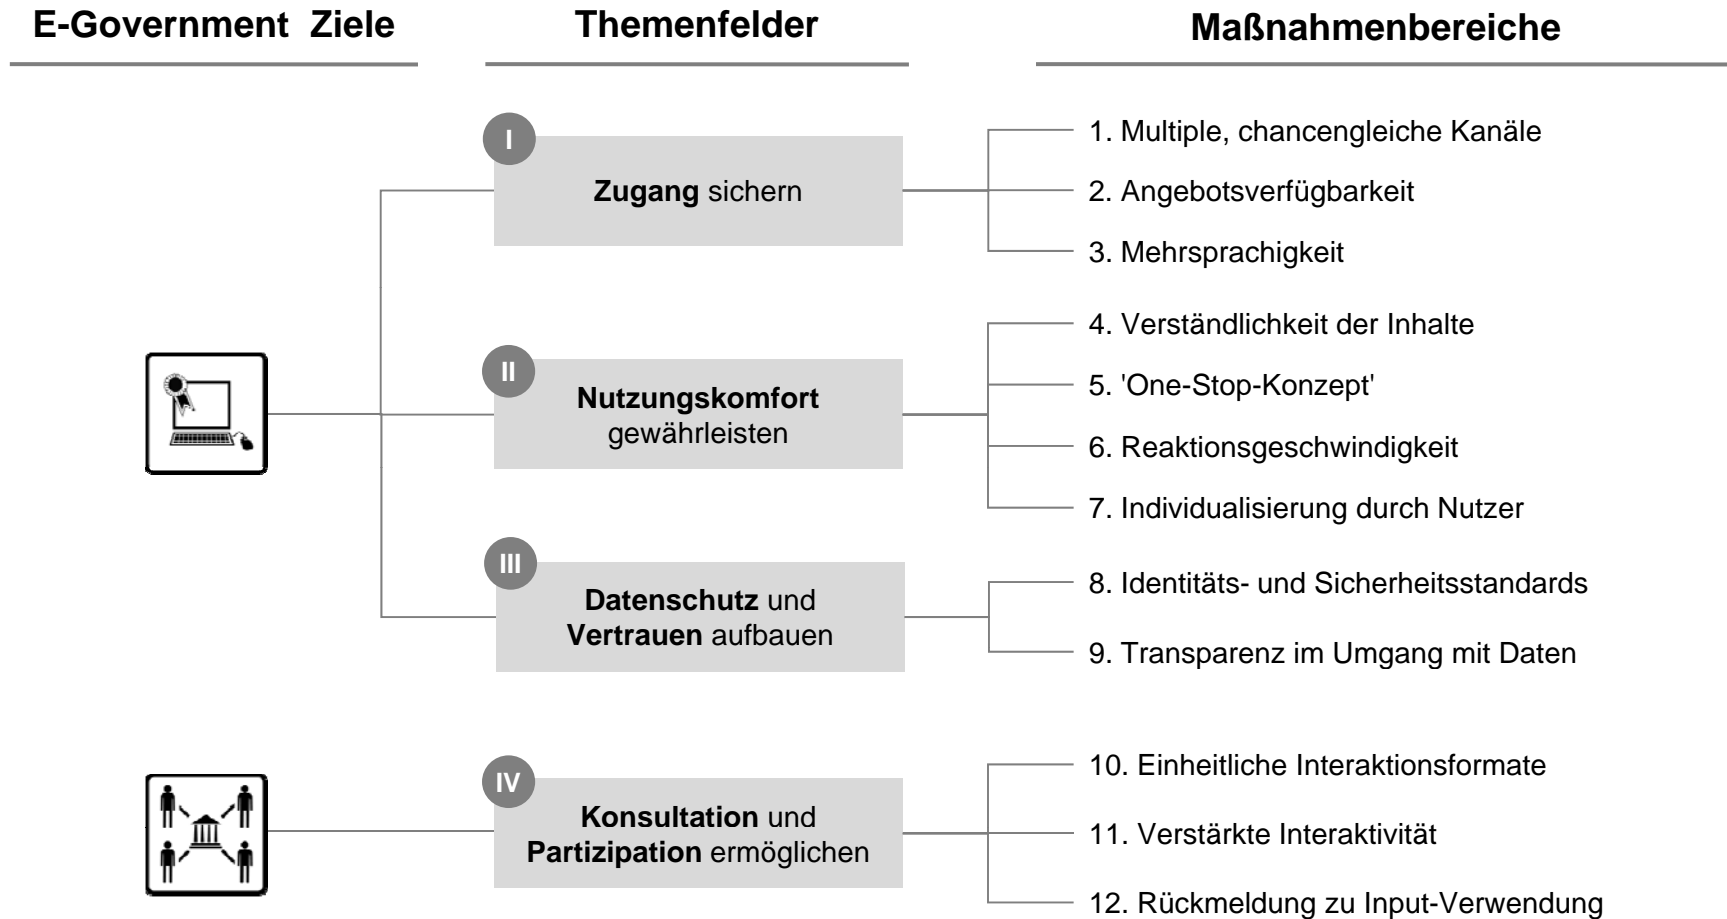 E-Government Ziele
Themenfelder
Maßnahmenbereiche
I
Zugang sichern
1. Multiple, chancengleiche Kanäle
2. Angebotsverfügbarkeit
3. Mehrsprachigkeit
II
Nutzungskomfort
gewährleisten
4. Verständlichkeit der Inhalte
5. 'One-Stop-Konzept'
6. Reaktionsgeschwindigkeit
7. Individualisierung durch Nutzer
III
Datenschutz und
Vertrauen aufbauen
8. Identitäts- und Sicherheitsstandards
9. Transparenz im Umgang mit Daten
IV
Konsultation und
Partizipation ermöglichen
10. Einheitliche Interaktionsformate
11. Verstärkte Interaktivität
12. Rückmeldung zu Input-Verwendung